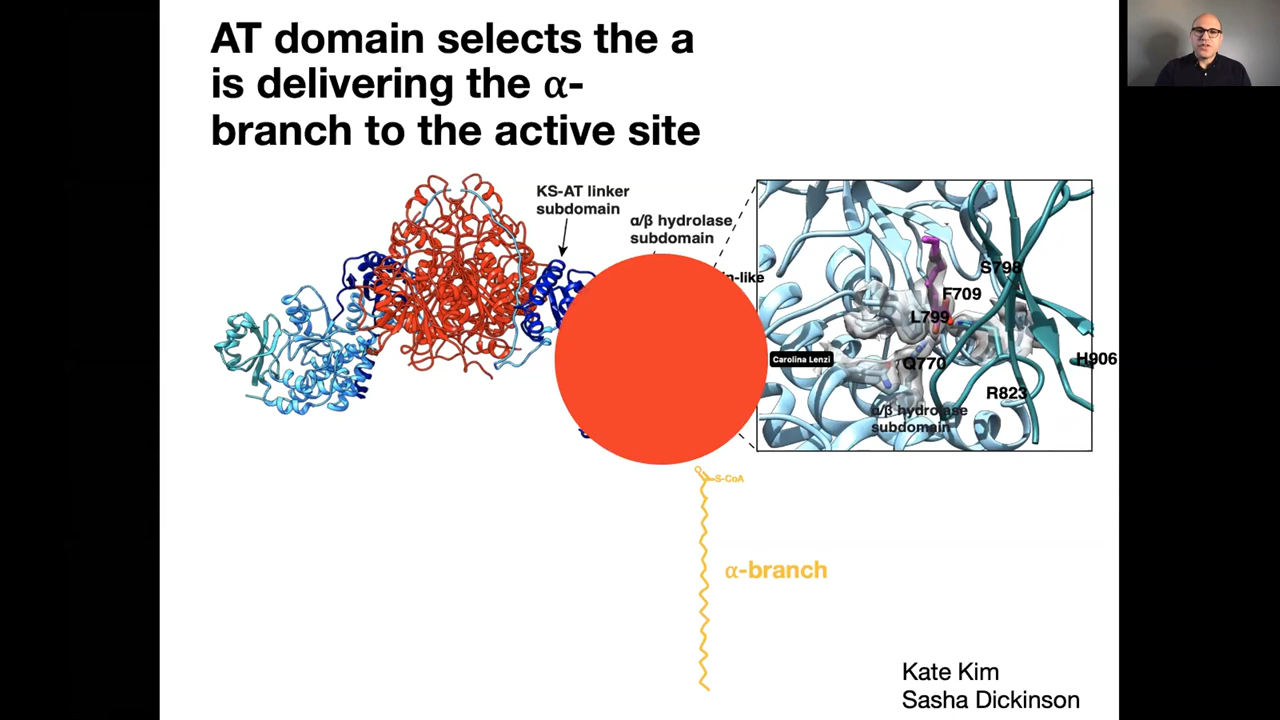 AT domain selects the a
is delivering the α-
branch to the active site
KS-AT linker
subdomain
α/β hydrolase
subdomain
n-like
S798
F709
L799
Carolina Lenzi
Q770
H906
R823
α/β hydrolase
subdomain
O
S-CoA
α-branch
Kate Kim
Sasha Dickinson